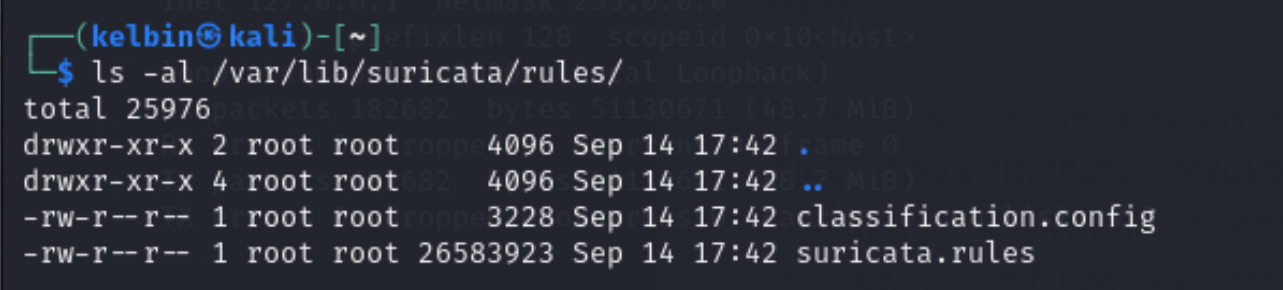 ┌──(kelbin㉿kali)-[~]
└─$ ls -al /var/lib/suricata/rules/
total 25976
drwxr-xr-x 2 root root     4096 Sep 14 17:42 .
drwxr-xr-x 4 root root     4096 Sep 14 17:42 ..
-rw-r--r-- 1 root root     3228 Sep 14 17:42 classification.config
-rw-r--r-- 1 root root 26583923 Sep 14 17:42 suricata.rules